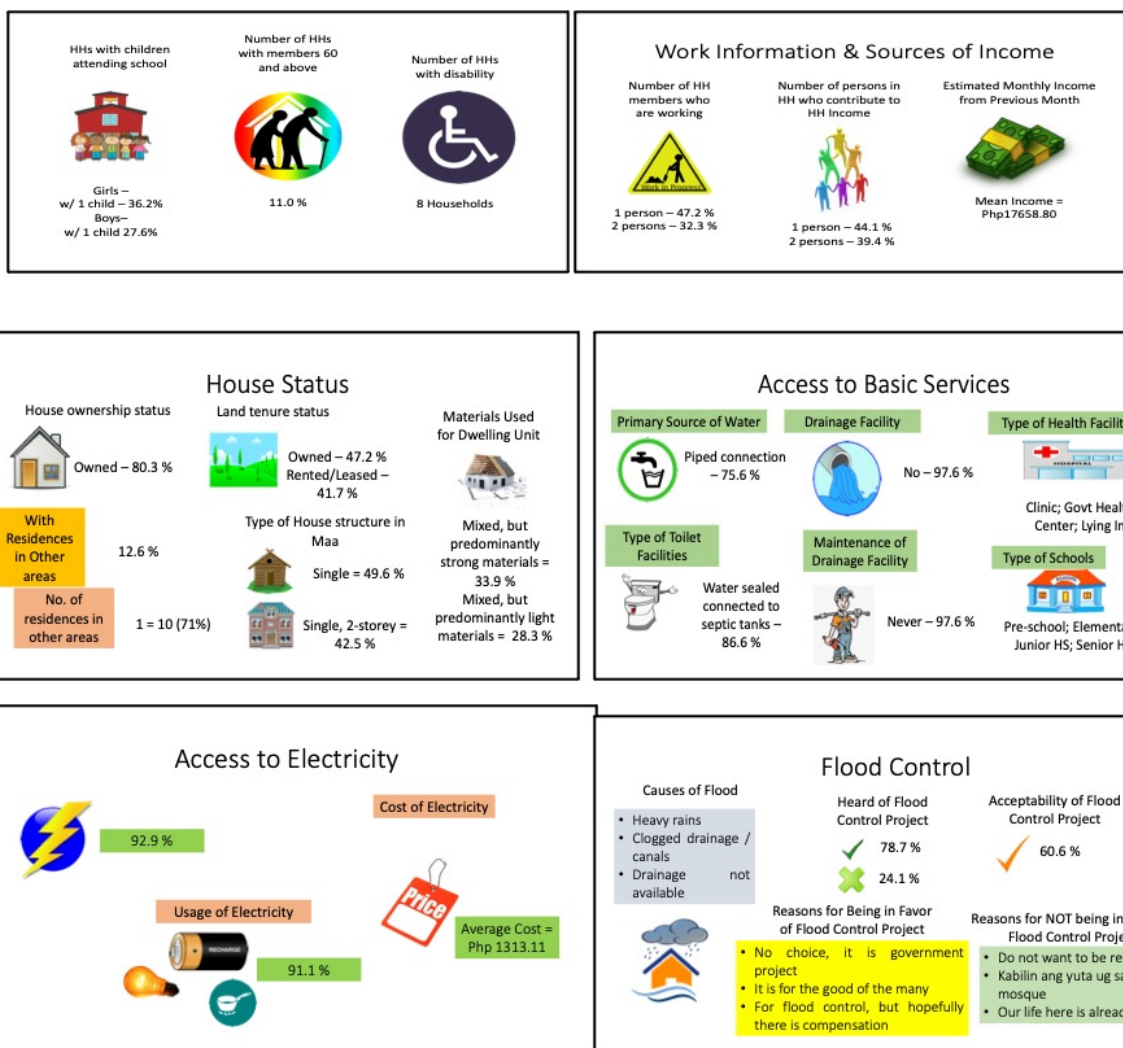 HHs with children
attending school
Girls –
w/ 1 child – 36.2%
Boys–
w/ 1 child 27.6%
Number of HHs
with members 60
and above
11.0 %
Number of HHs
with disability
8 Households
Work Information & Sources of Income
Number of HH
members who
are working
Work In Progress
1 person – 47.2 %
2 persons – 32.3 %
Number of persons in
HH who contribute to
HH Income
1 person – 44.1 %
2 persons – 39.4 %
Estimated Monthly Income
from Previous Month
Mean Income =
Php17658.80
House Status
House ownership status
Owned – 80.3 %
With
Residences
in Other
areas
12.6 %
No. of
residences in
other areas
1 = 10 (71%)
Land tenure status
Owned – 47.2 %
Rented/Leased –
41.7 %
Type of House structure in
Maa
Single = 49.6 %
Single, 2-storey =
42.5 %
Materials Used
for Dwelling Unit
Mixed, but
predominantly
strong materials =
33.9 %
Mixed, but
predominantly light
materials = 28.3 %
Access to Basic Services
Primary Source of Water
Piped connection
– 75.6 %
Type of Toilet
Facilities
Water sealed
connected to
septic tanks –
86.6 %
Drainage Facility
No – 97.6 %
Maintenance of
Drainage Facility
Never – 97.6 %
Type of Health Facilit
HOSPITAL
Clinic; Govt Heal
Center; Lying In
Type of Schools
SCHOOL
Pre-school; Elementa
Junior HS; Senior H
Access to Electricity
92.9 %
Usage of Electricity
RECHARGE
91.1 %
Cost of Electricity
Price
Average Cost =
Php 1313.11
Flood Control
Causes of Flood
• Heavy rains
• Clogged drainage /
canals
• Drainage not
available
Heard of Flood
Control Project
78.7 %
24.1 %
Acceptability of Flood
Control Project
60.6 %
Reasons for Being in Favor
of Flood Control Project
• No choice, it is government
project
• It is for the good of the many
• For flood control, but hopefully
there is compensation
Reasons for NOT being in
Flood Control Proje
• Do not want to be re
• Kabilin ang yuta ug sa
mosque
• Our life here is alread